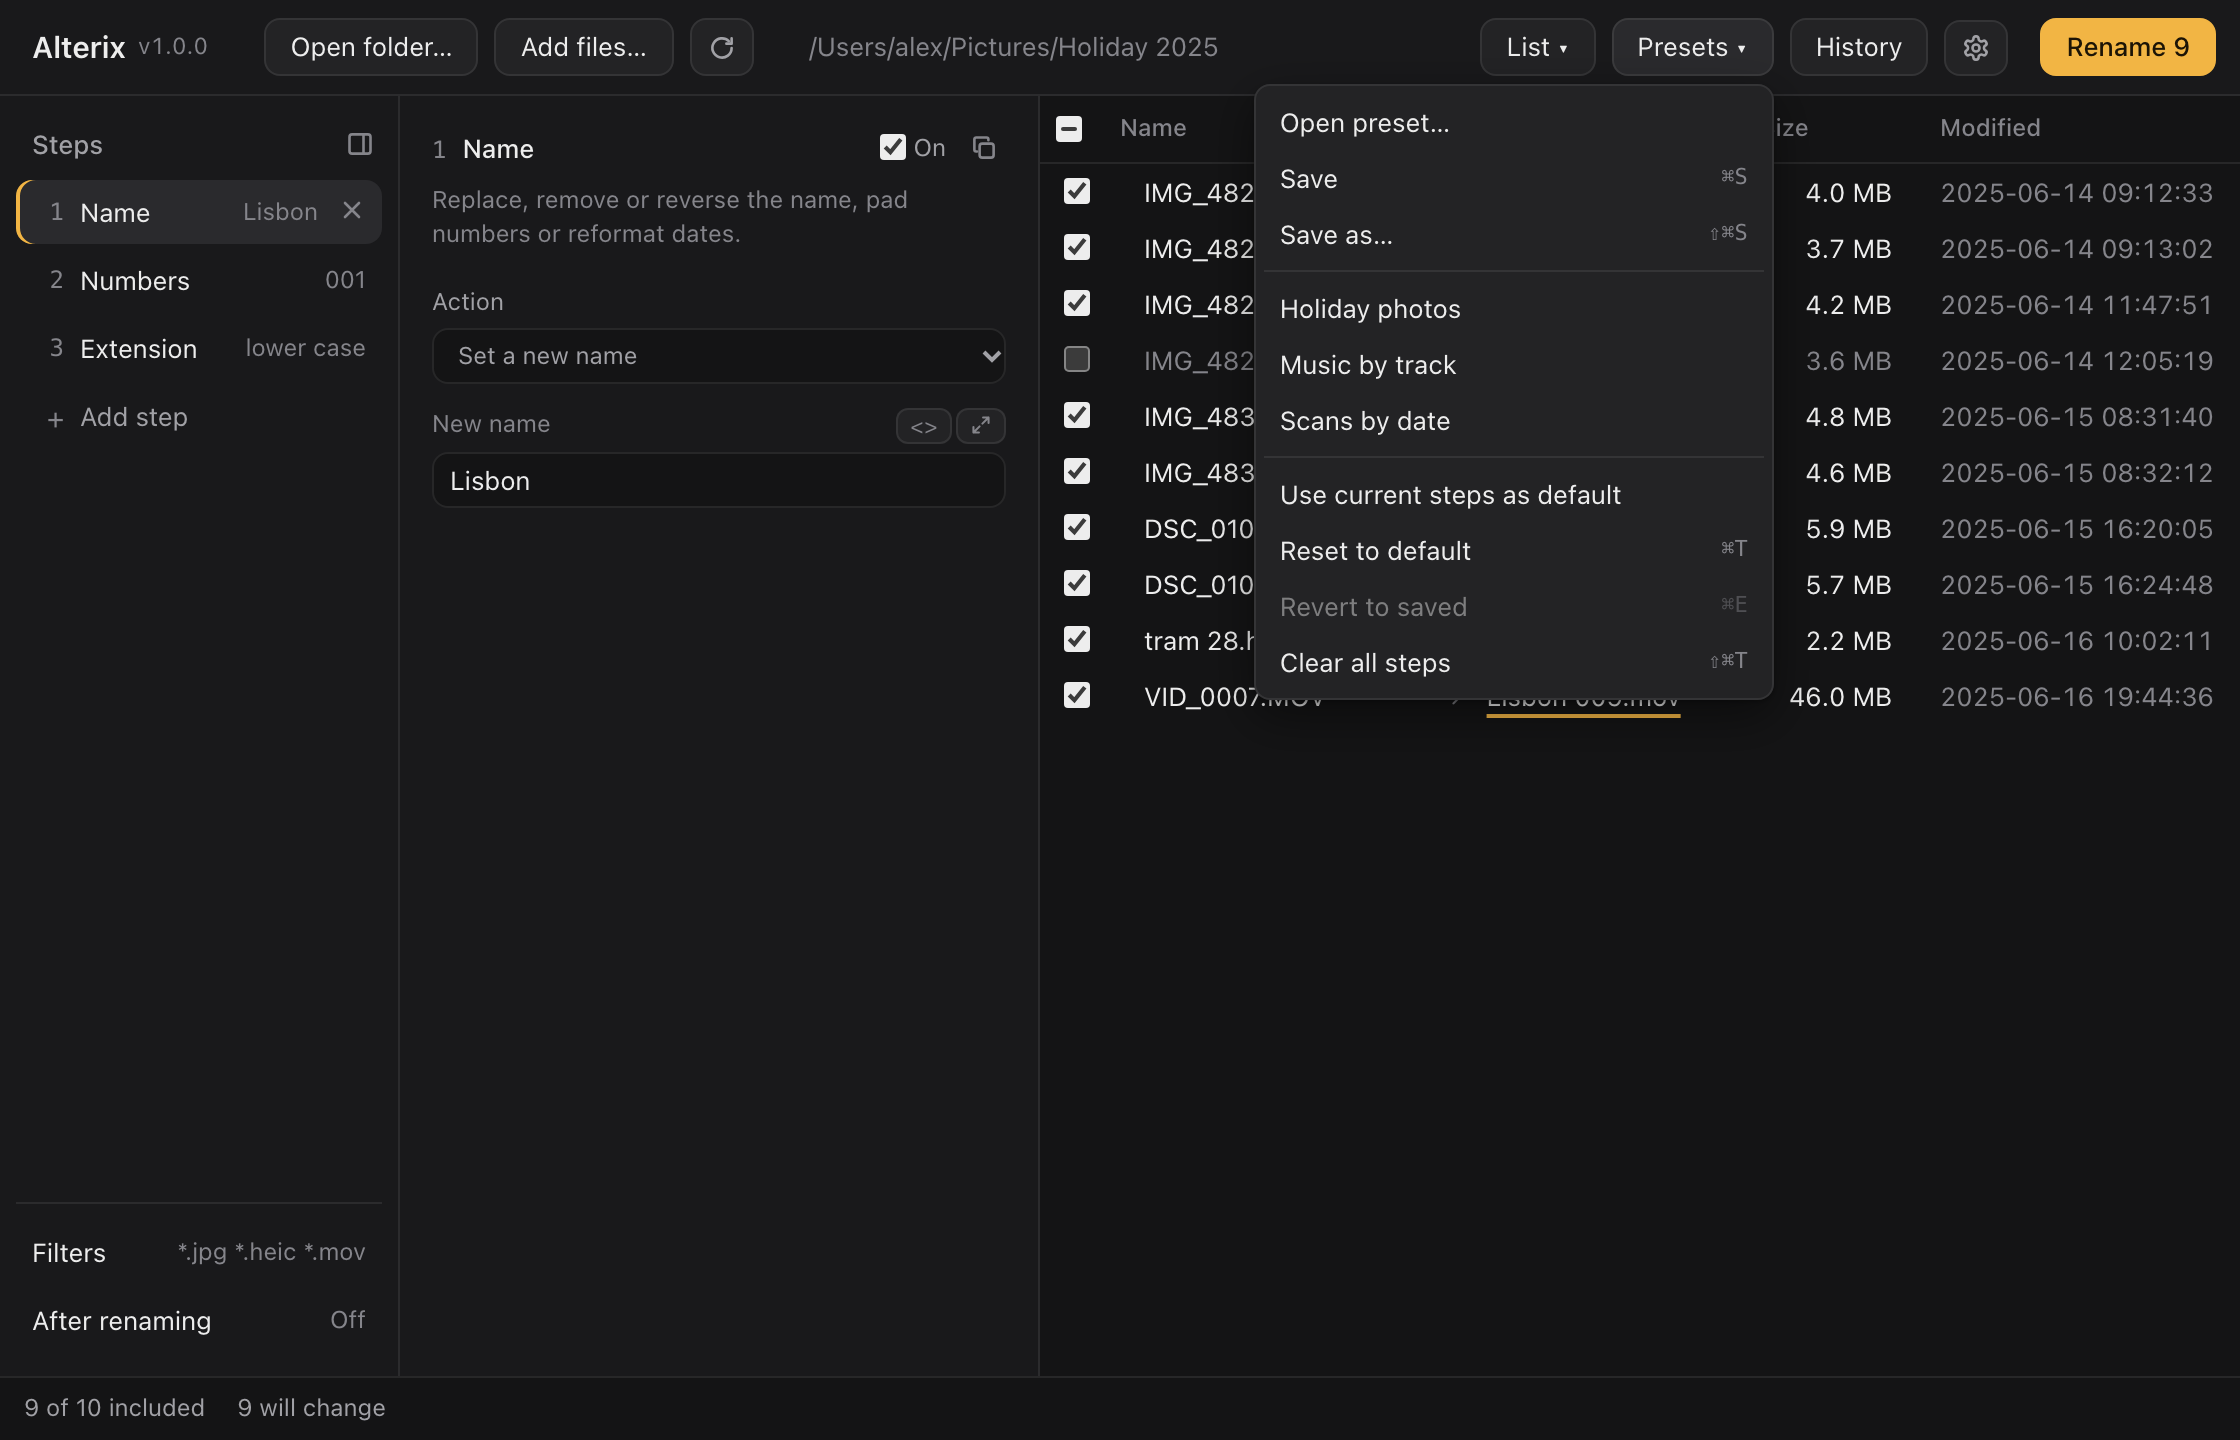 Alterix v1.0.0 Open folder... Add files... /Users/alex/Pictures/Holiday 2025 List ▾ Presets ▾ History Rename 9
Steps
1 Name Lisbon ✕
2 Numbers 001
3 Extension lower case
+ Add step
Filters *.jpg *.heic *.mov
After renaming Off
1 Name On
Replace, remove or reverse the name, pad
numbers or reformat dates.
Action
Set a new name
New name <>
Lisbon
Name ize Modified
IMG_482 4.0 MB 2025-06-14 09:12:33
IMG_482 3.7 MB 2025-06-14 09:13:02
IMG_482 4.2 MB 2025-06-14 11:47:51
IMG_482 3.6 MB 2025-06-14 12:05:19
IMG_483 4.8 MB 2025-06-15 08:31:40
IMG_483 4.6 MB 2025-06-15 08:32:12
DSC_010 5.9 MB 2025-06-15 16:20:05
DSC_010 5.7 MB 2025-06-15 16:24:48
tram 28.h 2.2 MB 2025-06-16 10:02:11
VID_0007.MOV Lisbon 009.mov 46.0 MB 2025-06-16 19:44:36
Open preset...
Save ⌘S
Save as... ⇧⌘S
Holiday photos
Music by track
Scans by date
Use current steps as default
Reset to default ⌘T
Revert to saved ⌘E
Clear all steps ⇧⌘T
9 of 10 included 9 will change